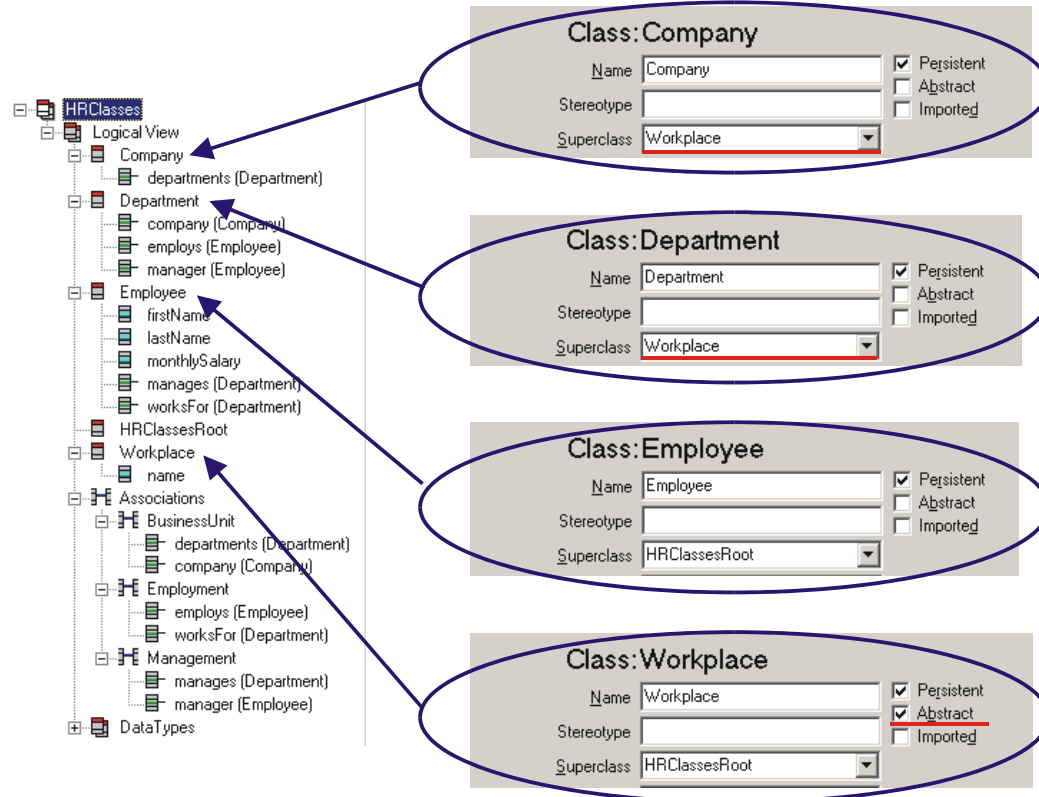 HRClasses
Logical View
Company
departments (Department)
Department
company (Company)
employs (Employee)
manager (Employee)
Employee
firstName
lastName
monthlySalary
manages (Department)
worksFor (Department)
HRClassesRoot
Workplace
name
Associations
BusinessUnit
departments (Department)
company (Company)
Employment
employs (Employee)
worksFor (Department)
Management
manages (Department)
manager (Employee)
DataTypes
Class: Company
Name Company Persistent
Abstract
Stereotype Imported
Superclass Workplace
Class: Department
Name Department Persistent
Abstract
Stereotype Imported
Superclass Workplace
Class: Employee
Name Employee Persistent
Abstract
Stereotype Imported
Superclass HRClassesRoot
Class: Workplace
Name Workplace Persistent
Abstract
Stereotype Imported
Superclass HRClassesRoot